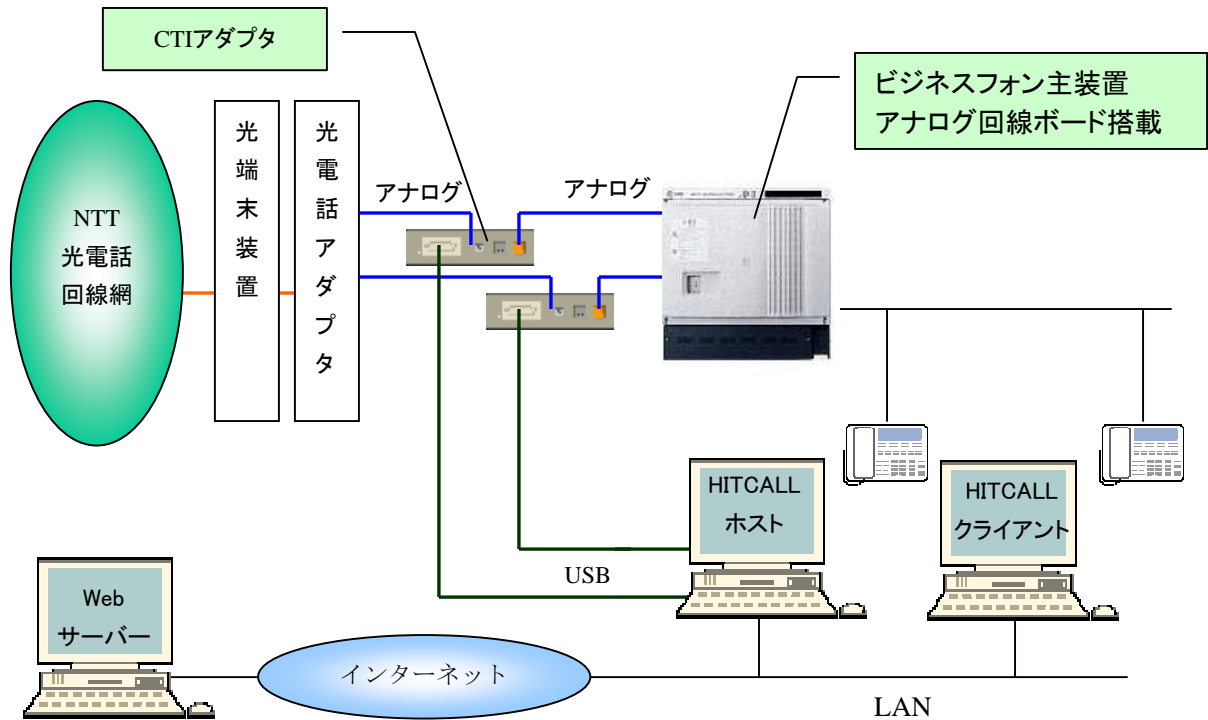 CTIアダプタ
ビジネスフォン主装置
アナログ回線ボード搭載
NTT
光電話
回線網
光端末装置
光電話アダプタ
アナログ
アナログ
HITCALL
ホスト
HITCALL
クライアント
USB
Web
サーバー
インターネット
LAN